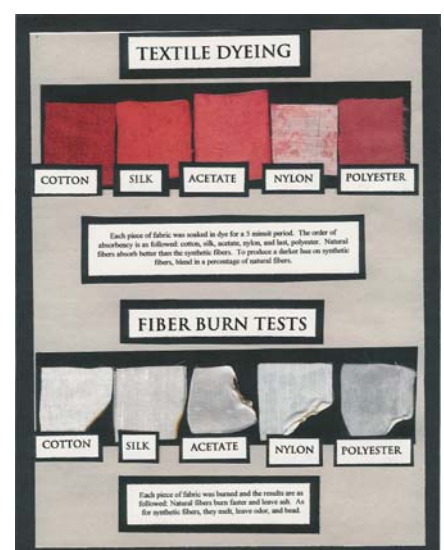 TEXTILE DYEING
COTTON
SILK
ACETATE
NYLON
POLYESTER
Each piece of fabric was soaked in dye for a 5 minuit period. The order of
absorbency is as followed: cotton, silk, acetate, nylon, and last, polyester. Natural
fibers absorb better than the synthetic fibers. To produce a darker hue on synthetic
fibers, blend in a percentage of natural fibers.
FIBER BURN TESTS
COTTON
SILK
ACETATE
NYLON
POLYESTER
Each piece of fabric was burned and the results are as
followed: Natural fibers burn faster and leave ash. As
for synthetic fibers, they melt, leave odor, and bead.